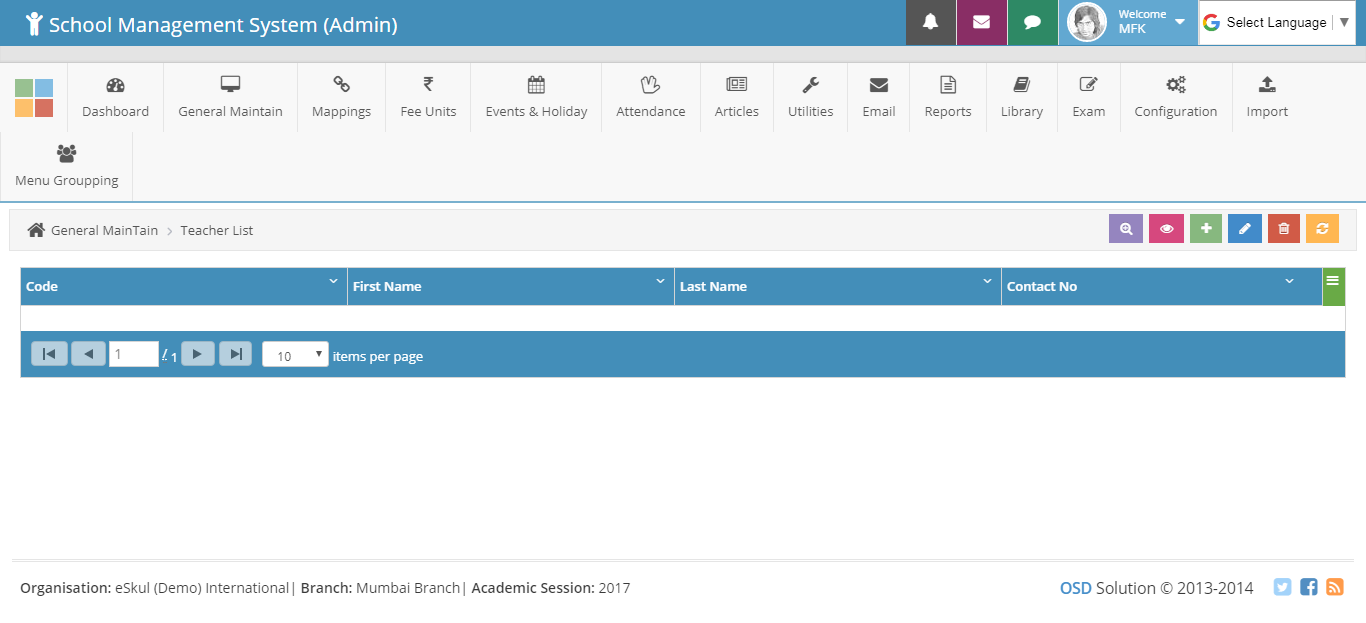 School Management System (Admin)
Welcome
MFK
Select Language
Dashboard
General Maintain
Mappings
Fee Units
Events & Holiday
Attendance
Articles
Utilities
Email
Reports
Library
Exam
Configuration
Import
Menu Groupping
General MainTain > Teacher List
Code
First Name
Last Name
Contact No
1 / 1
10 items per page
Organisation: eSkul (Demo) International| Branch: Mumbai Branch| Academic Session: 2017
OSD Solution © 2013-2014